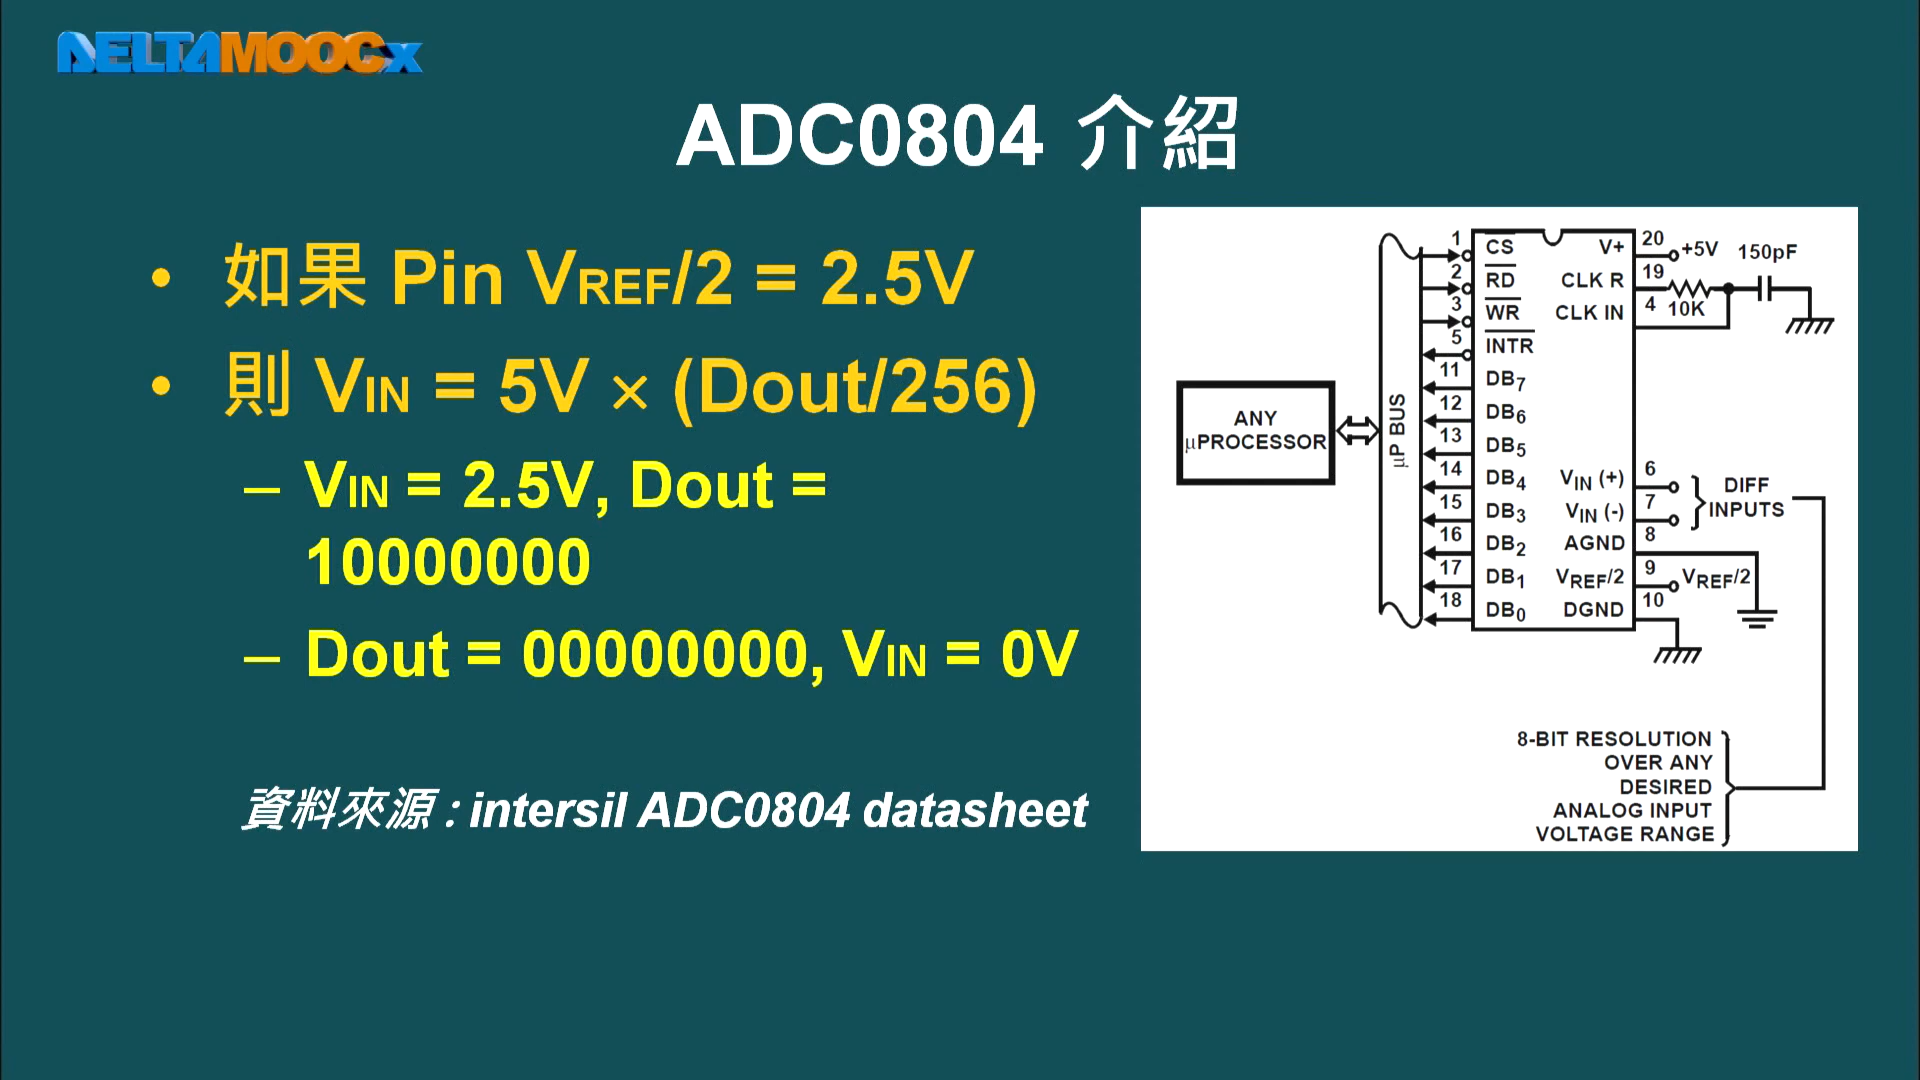 DELTAMOOCx
ADC0804 介紹
• 如果 Pin VREF/2 = 2.5V
• 則 VIN = 5V × (Dout/256)
– VIN = 2.5V, Dout =
10000000
– Dout = 00000000, VIN = 0V
資料來源 : intersil ADC0804 datasheet
ANY
µPROCESSOR
µP BUS
1 CS
2 RD
3 WR
5 INTR
11 DB7
12 DB6
13 DB5
14 DB4
15 DB3
16 DB2
17 DB1
18 DB0
V+ 20 +5V 150pF
CLK R 19
CLK IN 4 10K
VIN (+) 6
VIN (-) 7
DIFF
INPUTS
AGND 8
VREF/2 9 VREF/2
DGND 10
8-BIT RESOLUTION
OVER ANY
DESIRED
ANALOG INPUT
VOLTAGE RANGE